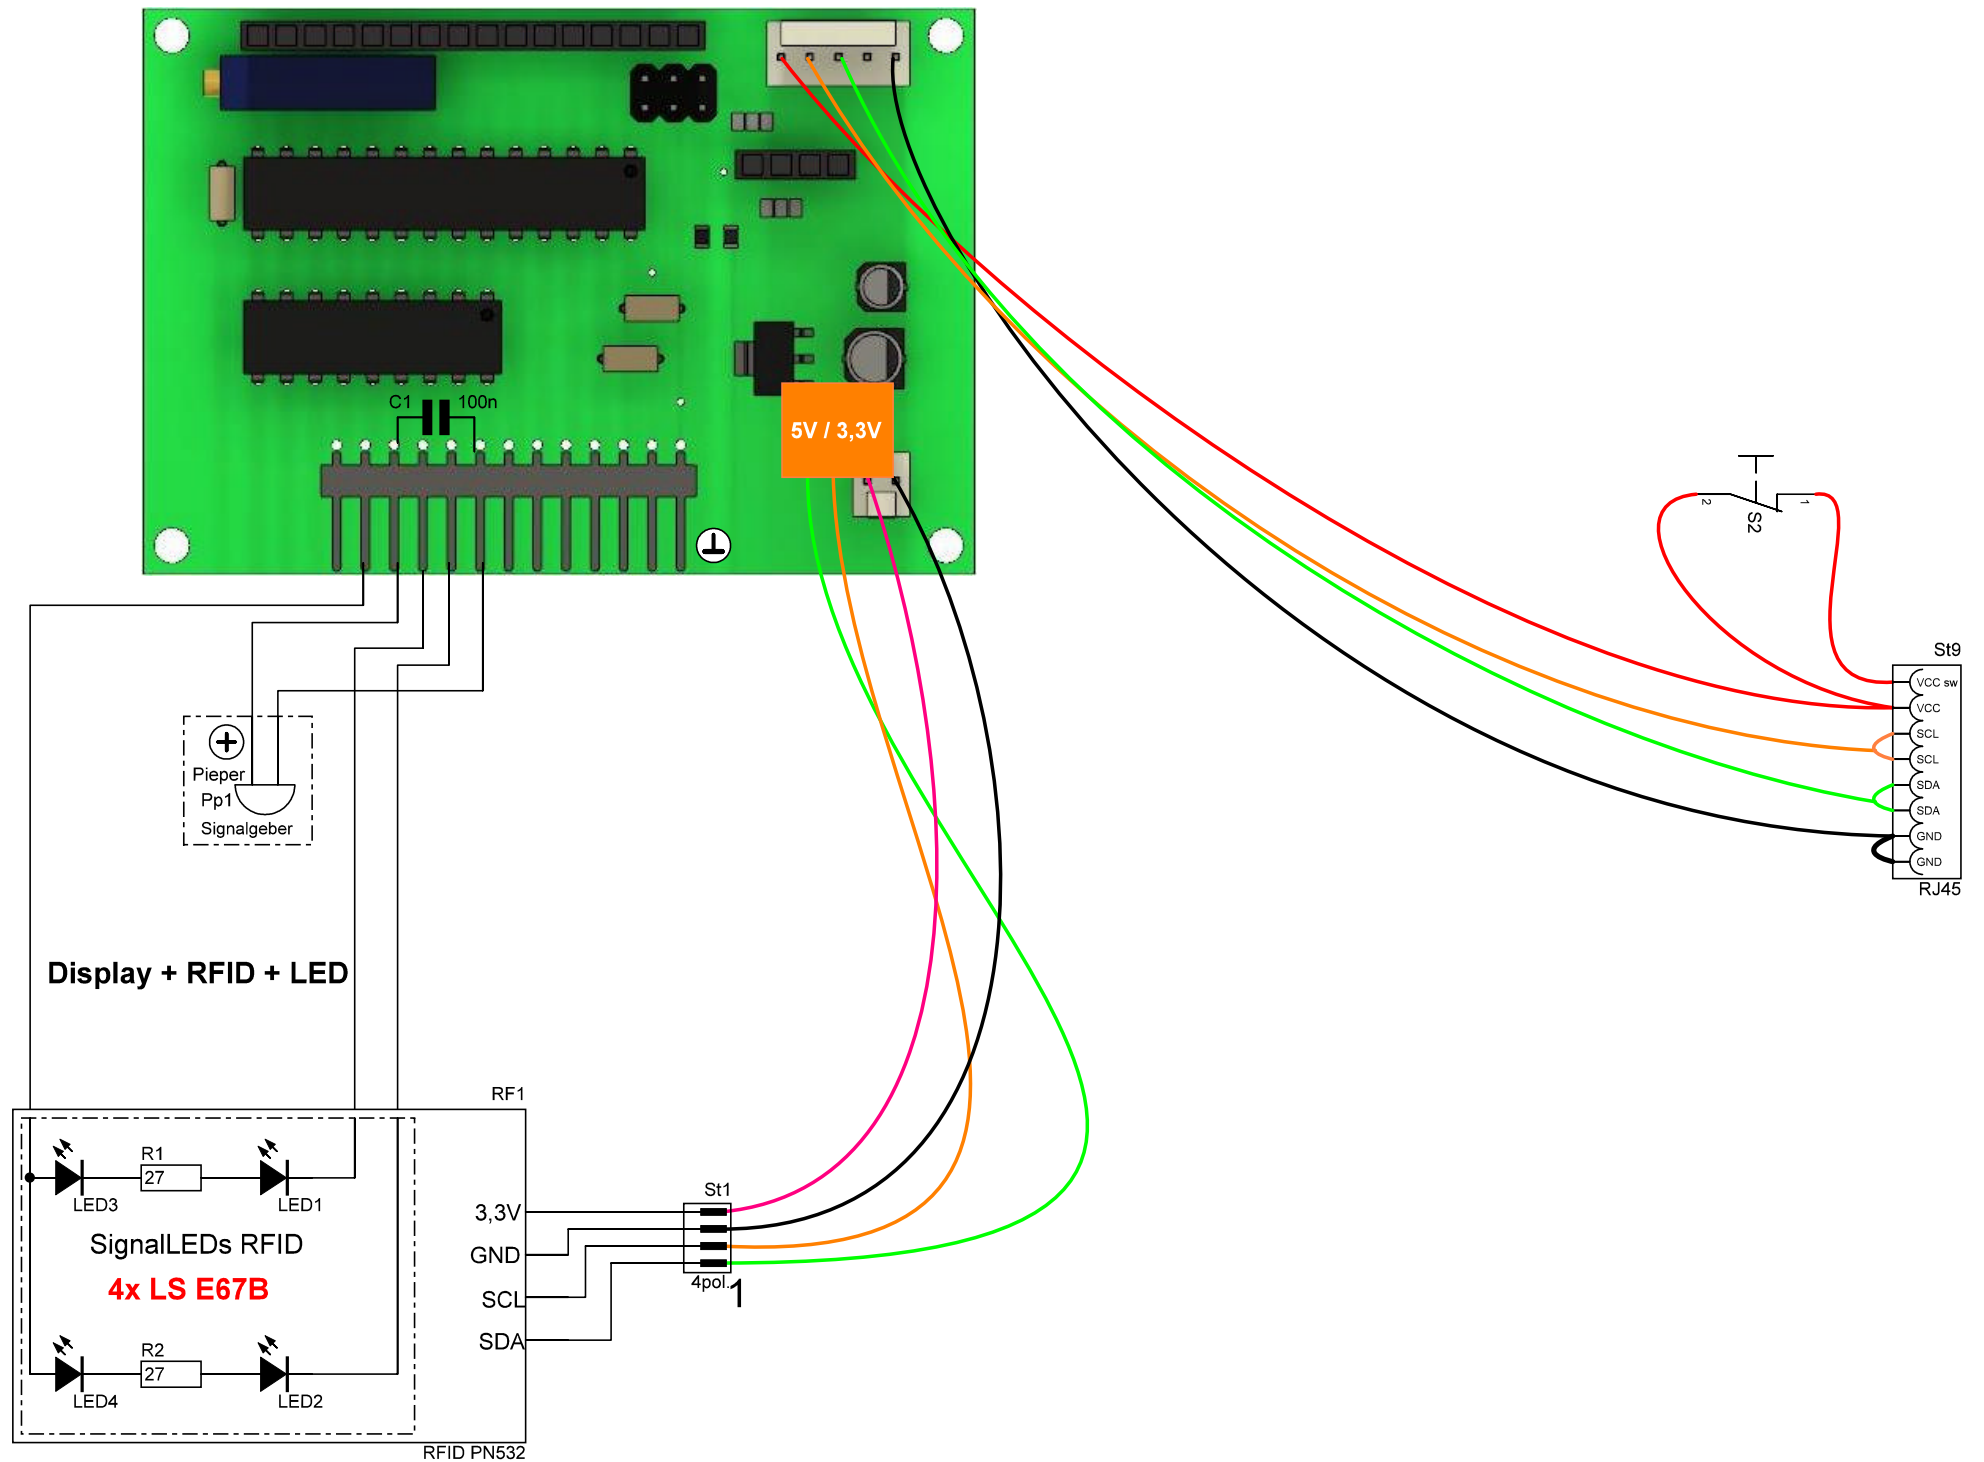 C1 100n
5V / 3,3V
2 1
S2
St9
VCC sw
VCC
SCL
SCL
SDA
SDA
GND
GND
RJ45
Pieper
Pp1
Signalgeber
Display + RFID + LED
RF1
R1
27
LED3 LED1
SignalLEDs RFID
4x LS E67B
R2
27
LED4 LED2
3,3V
GND
SCL
SDA
RFID PN532
St1
4pol.
1